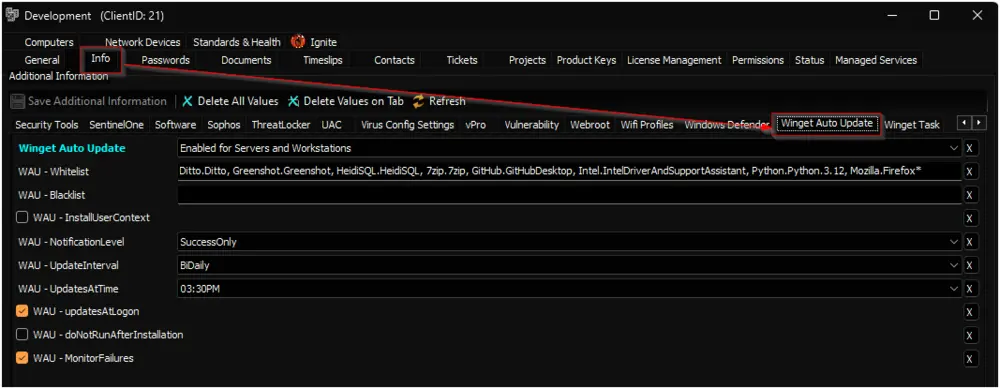 Development (ClientID: 21)
Computers Network Devices Standards & Health Ignite
General Info Passwords Documents Timeslips Contacts Tickets Projects Product Keys License Management Permissions Status Managed Services
Additional Information
Save Additional Information Delete All Values Delete Values on Tab Refresh
Security Tools SentinelOne Software Sophos ThreatLocker UAC Virus Config Settings vPro Vulnerability Webroot Wifi Profiles Windows Defender Winget Auto Update Winget Task
Winget Auto Update Enabled for Servers and Workstations X
WAU - Whitelist Ditto.Ditto, Greenshot.Greenshot, HeidiSQL.HeidiSQL, 7zip.7zip, GitHub.GitHubDesktop, Intel.IntelDriverAndSupportAssistant, Python.Python.3.12, Mozilla.Firefox* X
WAU - Blacklist X
WAU - InstallUserContext X
WAU - NotificationLevel SuccessOnly X
WAU - UpdateInterval BiDaily X
WAU - UpdatesAtTime 03:30PM X
WAU - updatesAtLogon X
WAU - doNotRunAfterInstallation X
WAU - MonitorFailures X